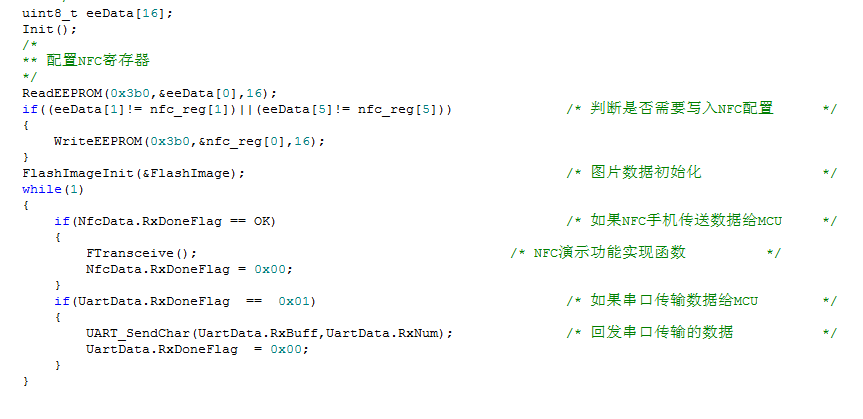 uint8_t eeData[16];
Init();
/*
** 配置NFC寄存器
*/
ReadEEPROM(0x3b0,&eeData[0],16);
if((eeData[1]!= nfc_reg[1])||(eeData[5]!= nfc_reg[5])) /* 判断是否需要写入NFC配置 */
{
WriteEEPROM(0x3b0,&nfc_reg[0],16);
}
FlashImageInit(&FlashImage); /* 图片数据初始化 */
while(1)
{
if(NfcData.RxDoneFlag == OK) /* 如果NFC手机传送数据给MCU */
{
FTransceive(); /* NFC演示功能实现函数 */
NfcData.RxDoneFlag = 0x00;
}
if(UartData.RxDoneFlag == 0x01) /* 如果串口传输数据给MCU */
{
UART_SendChar(UartData.RxBuff,UartData.RxNum); /* 回发串口传输的数据 */
UartData.RxDoneFlag = 0x00;
}
}